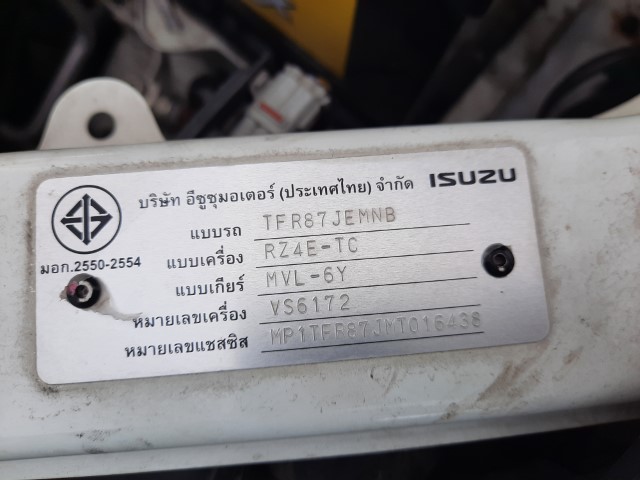 บริษัท อีซูซุมอเตอร์ (ประเทศไทย) จำกัด ISUZU
แบบรถ TFR87JEMNB
มอก.2550-2554
แบบเครื่อง RZ4E-TC
แบบเกียร์ MVL-6Y
หมายเลขเครื่อง VS6172
หมายเลขแชสซิส MP1TFR87JMT016438